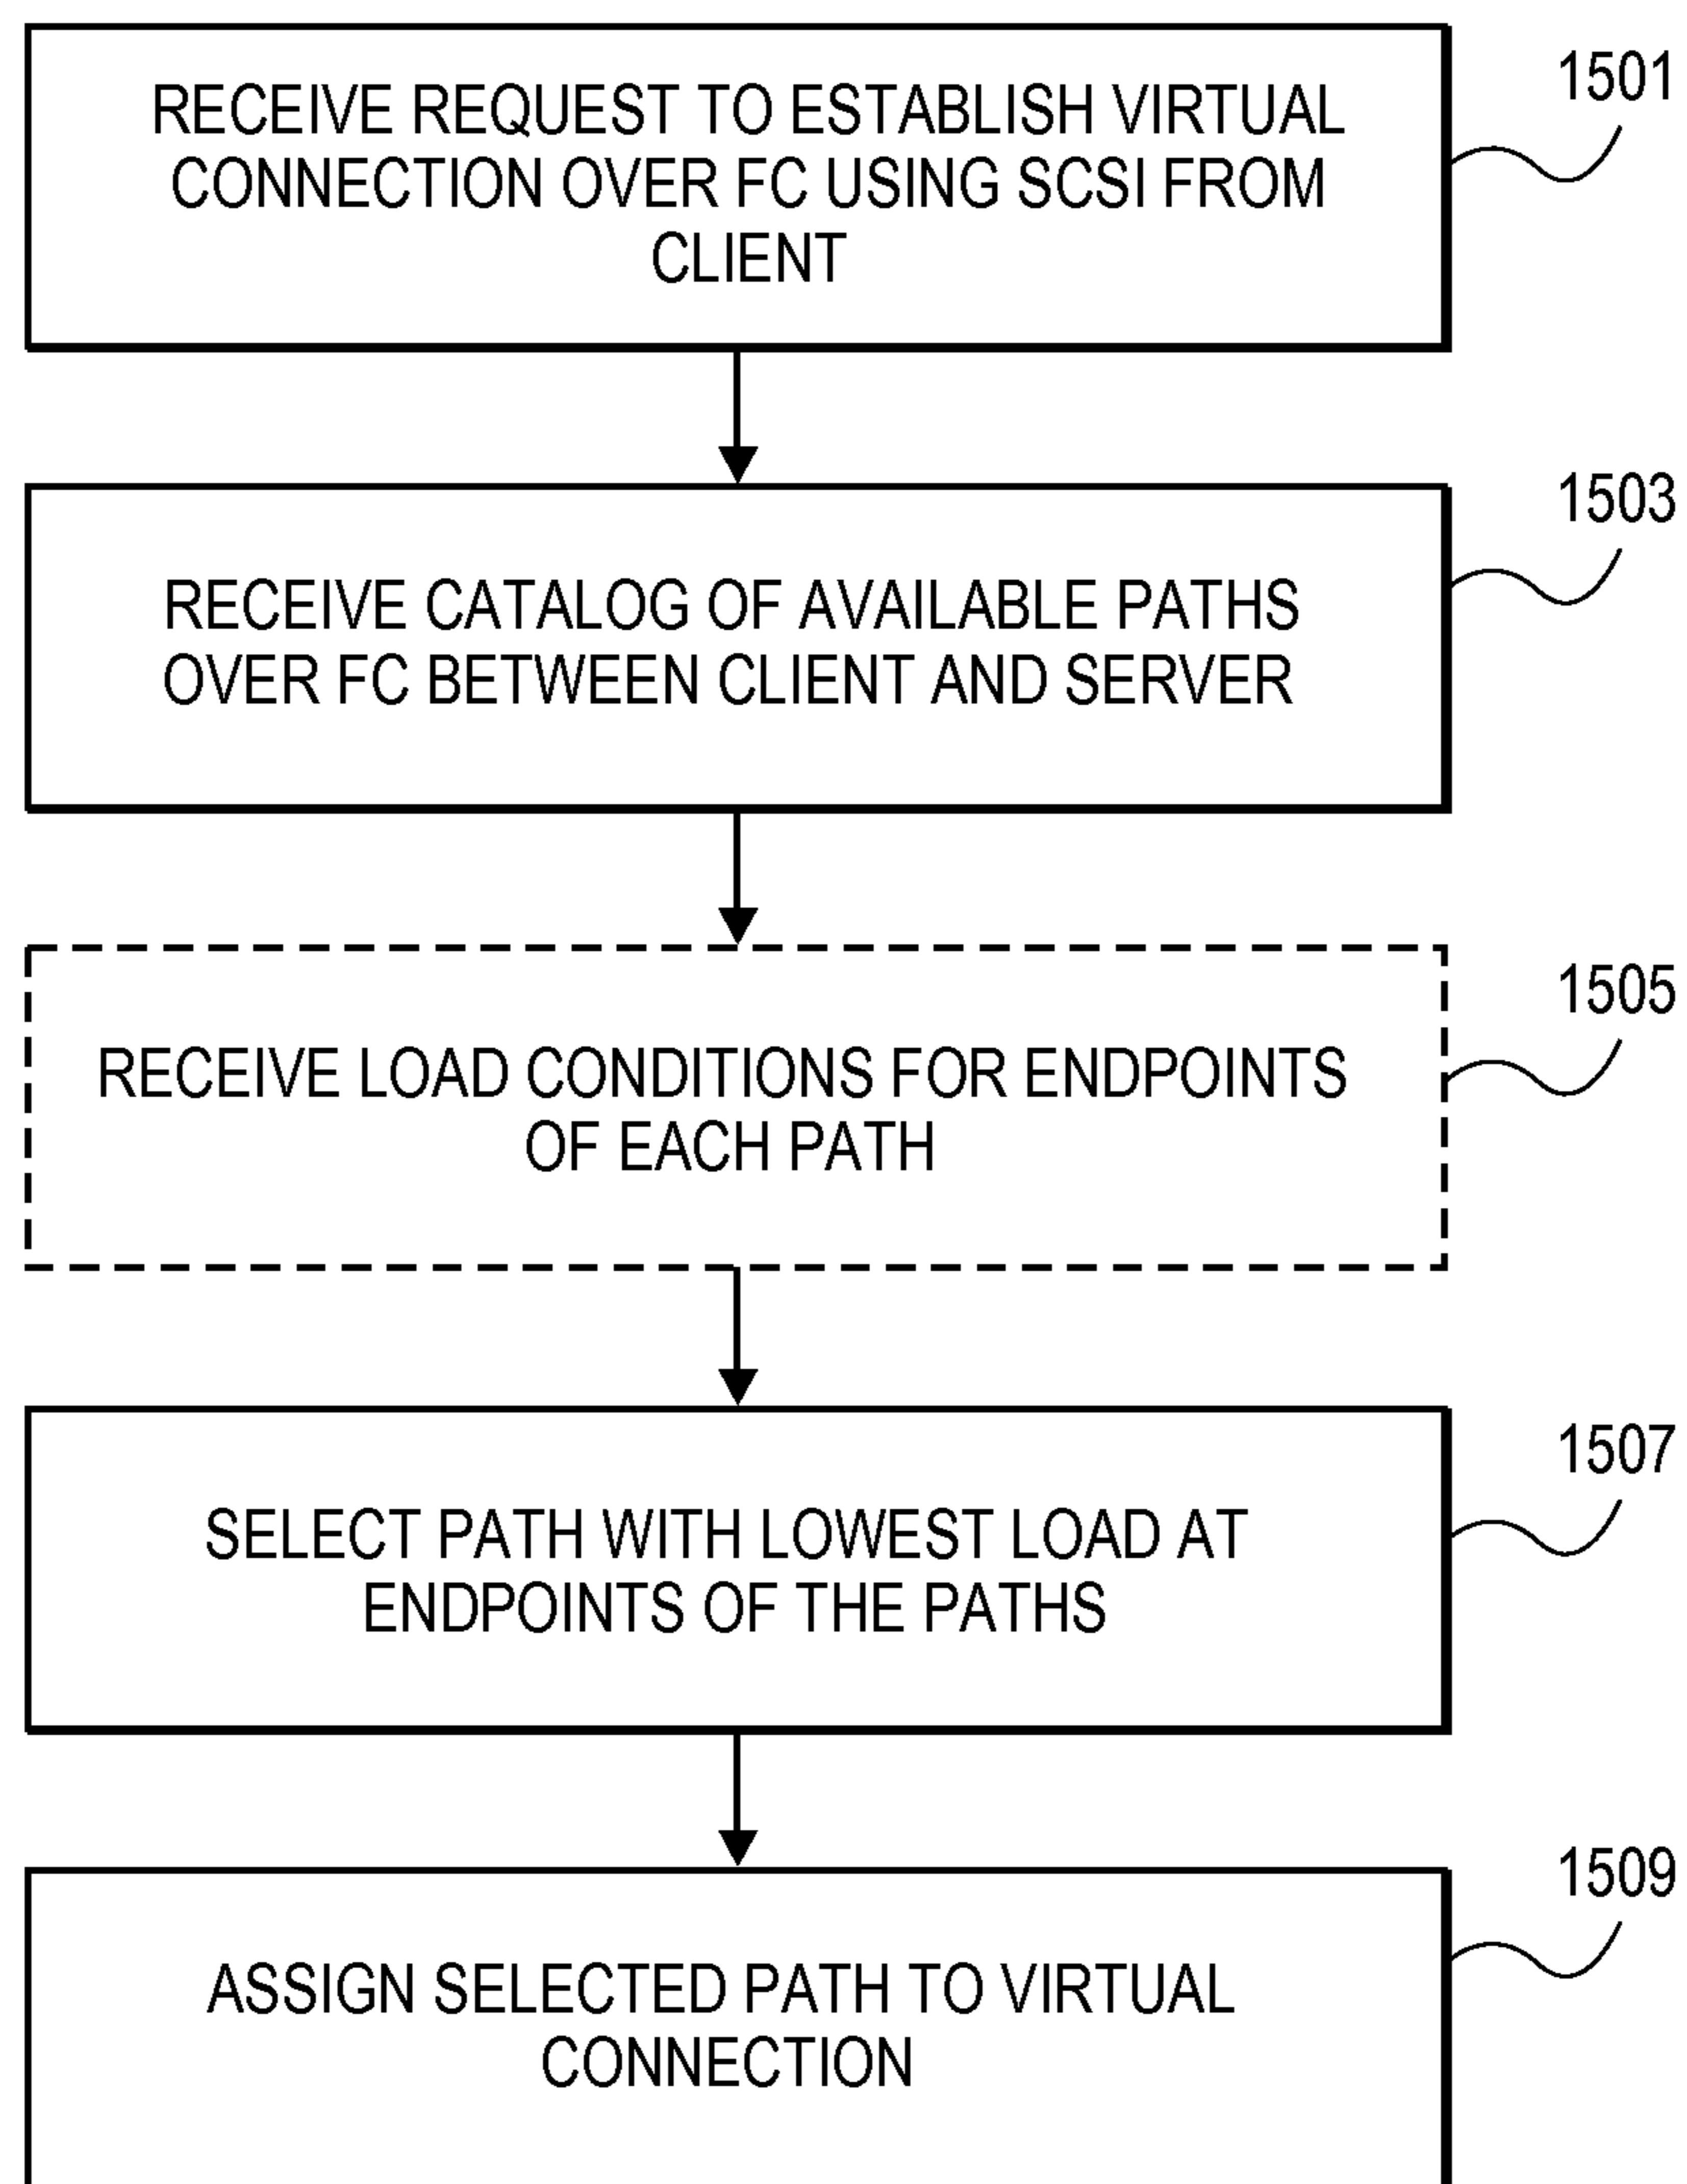 RECEIVE REQUEST TO ESTABLISH VIRTUAL
CONNECTION OVER FC USING SCSI FROM
CLIENT
1501
RECEIVE CATALOG OF AVAILABLE PATHS
OVER FC BETWEEN CLIENT AND SERVER
1503
RECEIVE LOAD CONDITIONS FOR ENDPOINTS
OF EACH PATH
1505
SELECT PATH WITH LOWEST LOAD AT
ENDPOINTS OF THE PATHS
1507
ASSIGN SELECTED PATH TO VIRTUAL
CONNECTION
1509